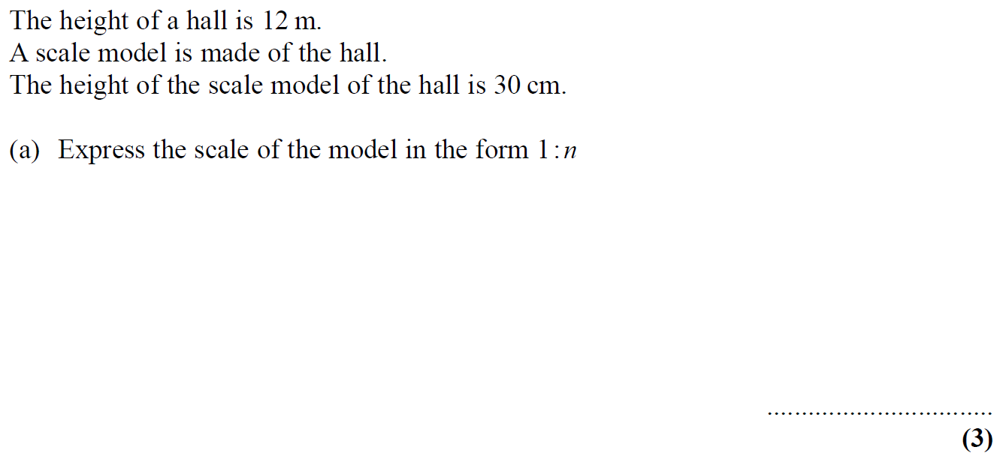 The height of a hall is 12 m.
A scale model is made of the hall.
The height of the scale model of the hall is 30 cm.
(a) Express the scale of the model in the form 1 : n
.................................
(3)